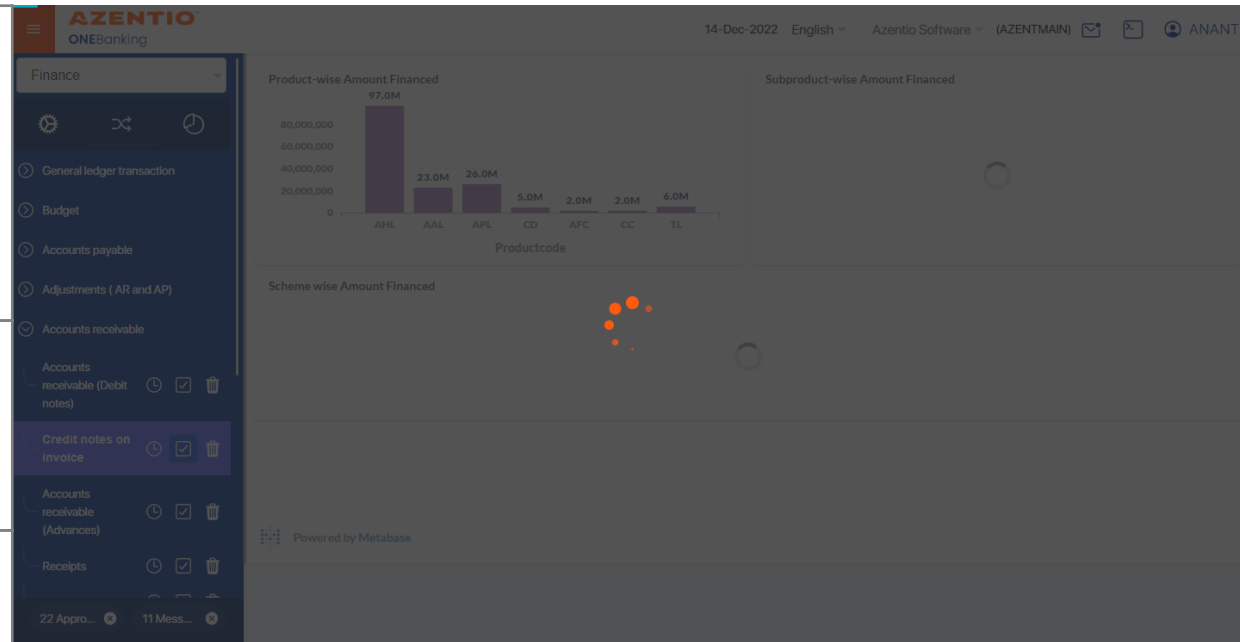 AZENTIO
ONEBanking
14-Dec-2022 English Azentio Software (AZENTMAIN) ANANT
Finance
General ledger transaction
Budget
Accounts payable
Adjustments ( AR and AP)
Accounts receivable
Accounts
receivable (Debit
notes)
Credit notes on
invoice
Accounts
receivable
(Advances)
Receipts
22 Appro... 11 Mess...
Product-wise Amount Financed
97.0M
80,000,000
60,000,000
40,000,000
23.0M 26.0M
20,000,000
5.0M 2.0M 2.0M 6.0M
0
AHL AAL APL CD AFC CC TL
Productcode
Subproduct-wise Amount Financed
Scheme wise Amount Financed
Powered by Metabase